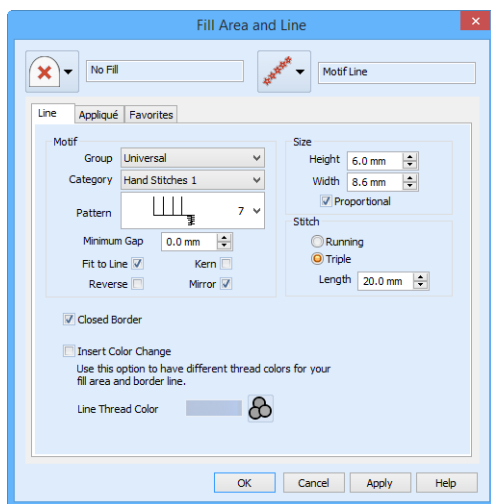 Fill Area and Line
No Fill
Motif Line
Line Appliqué Favorites
Motif
Group Universal
Category Hand Stitches 1
Pattern 7
Minimum Gap 0.0 mm
Fit to Line Kern
Reverse Mirror
Size
Height 6.0 mm
Width 8.6 mm
Proportional
Stitch
Running
Triple
Length 20.0 mm
Closed Border
Insert Color Change
Use this option to have different thread colors for your
fill area and border line.
Line Thread Color
OK Cancel Apply Help